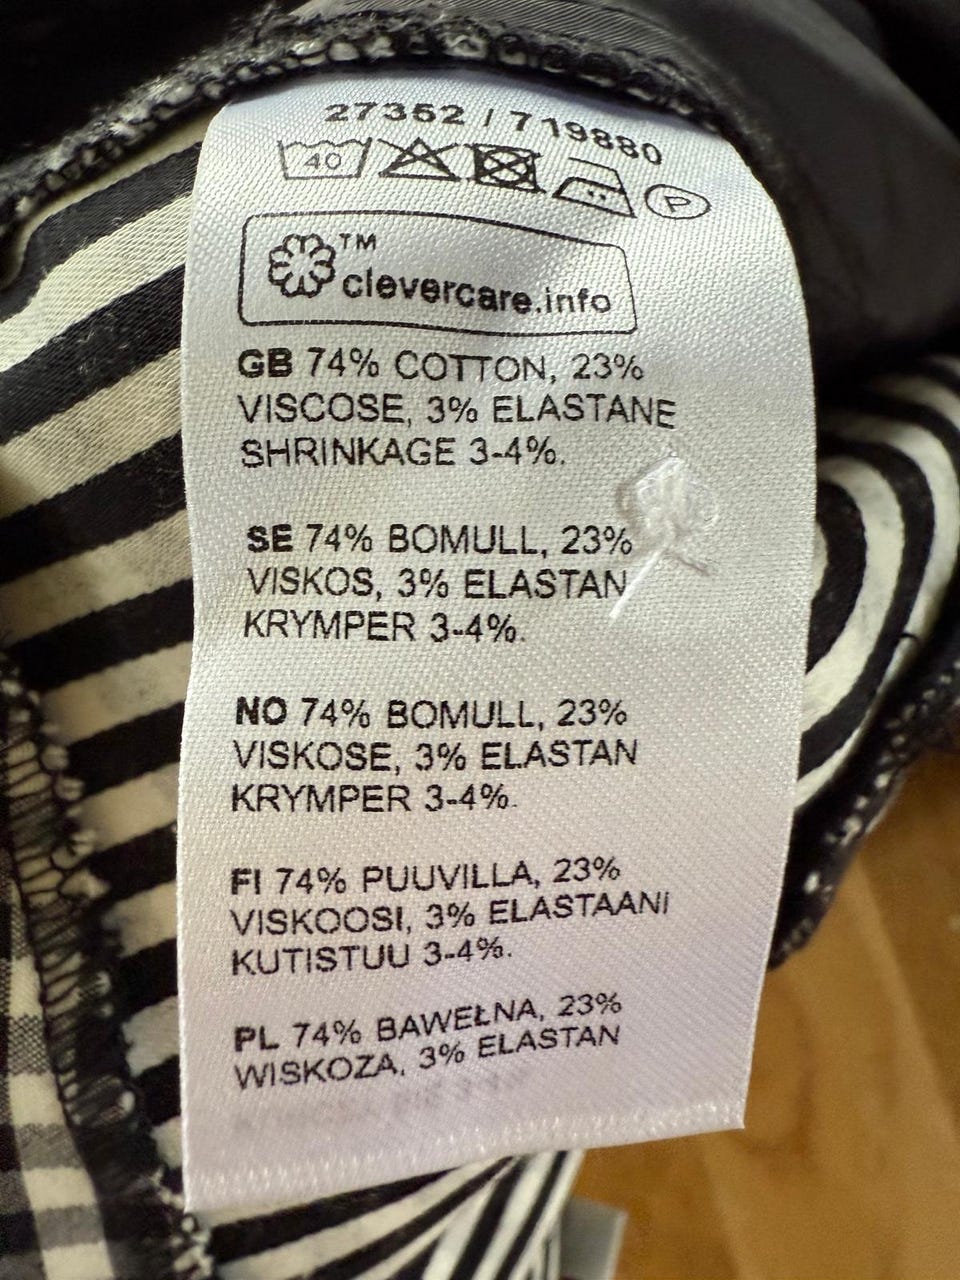 27352 / 719880
40 P
TM
clevercare.info
GB 74% COTTON, 23%
VISCOSE, 3% ELASTANE
SHRINKAGE 3-4%.
SE 74% BOMULL, 23%
VISKOS, 3% ELASTAN
KRYMPER 3-4%.
NO 74% BOMULL, 23%
VISKOSE, 3% ELASTAN
KRYMPER 3-4%.
FI 74% PUUVILLA, 23%
VISKOOSI, 3% ELASTAANI
KUTISTUU 3-4%.
PL 74% BAWEŁNA, 23%
WISKOZA, 3% ELASTAN